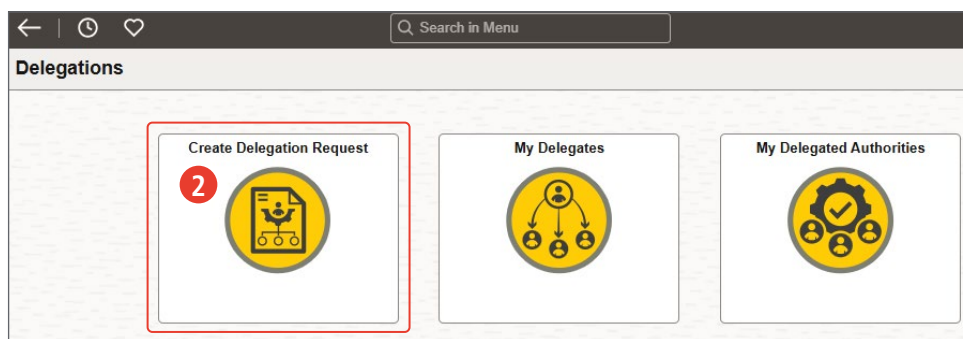 Search in Menu
Delegations
Create Delegation Request
My Delegates
My Delegated Authorities
2